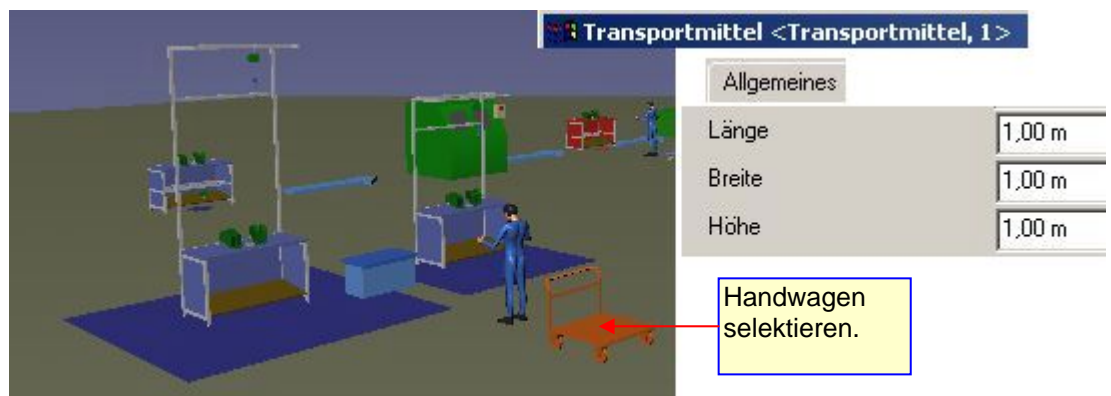 Transportmittel <Transportmittel, 1>
Allgemeines
Länge 1,00 m
Breite 1,00 m
Höhe 1,00 m
Handwagen
selektieren.